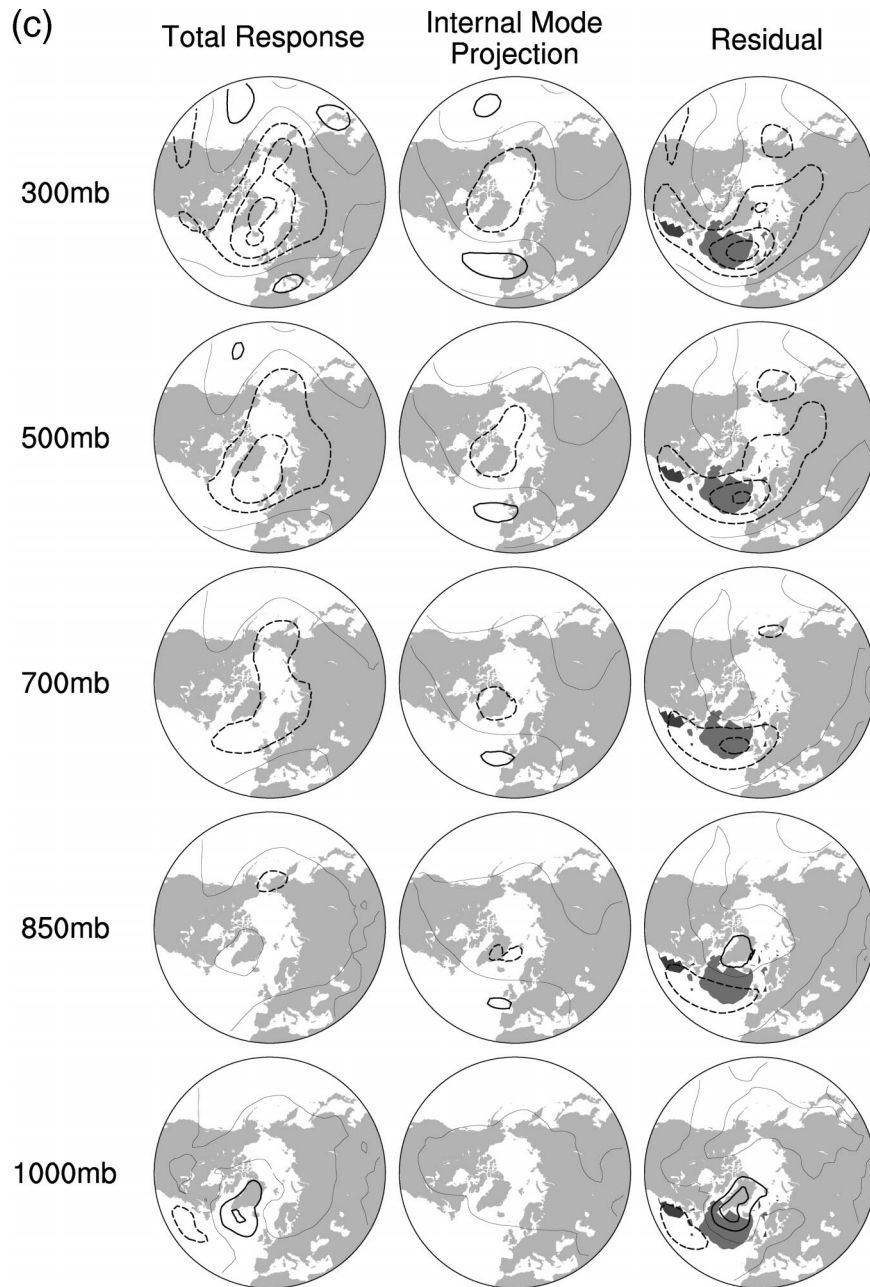 (c)
Total Response
Internal Mode
Projection
Residual
300mb
500mb
700mb
850mb
1000mb